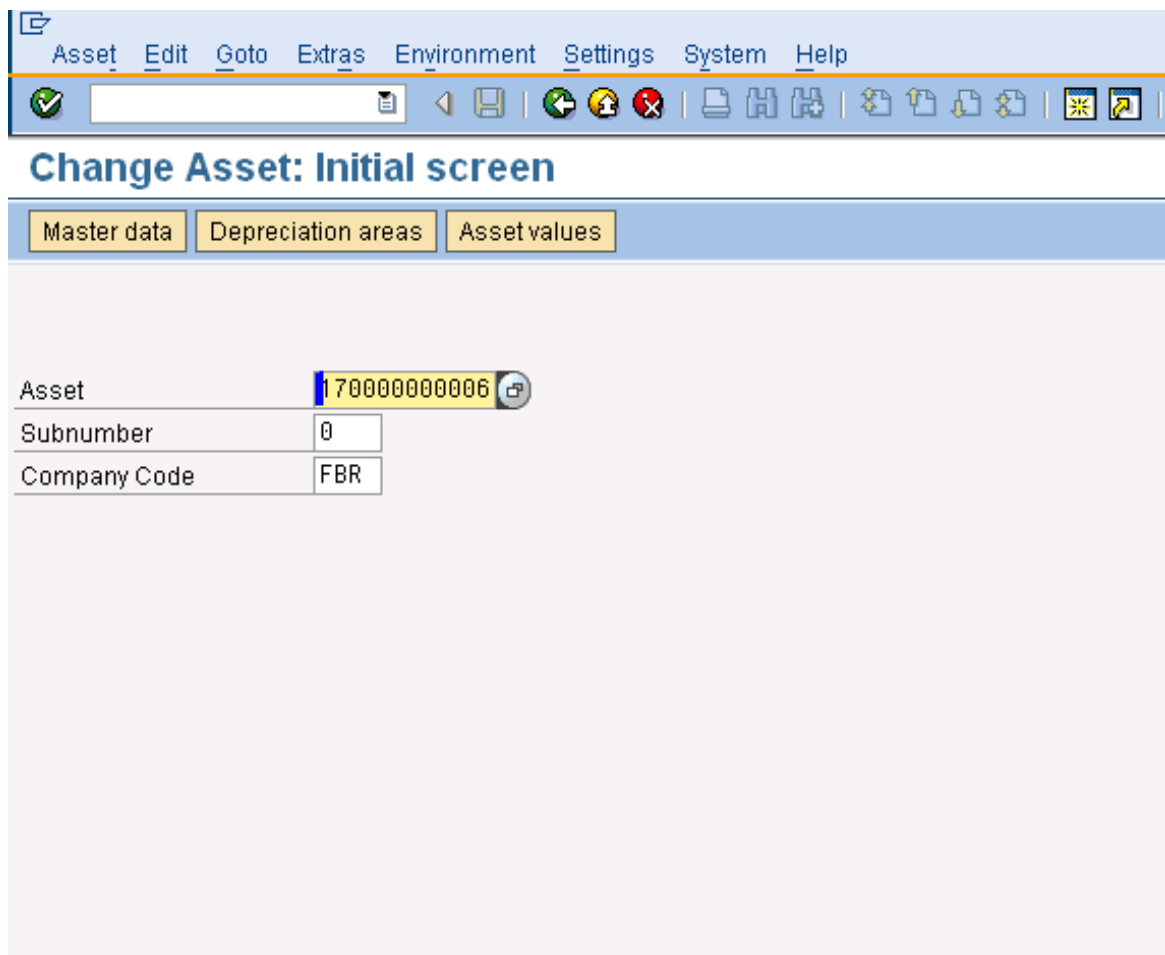 Asset Edit Goto Extras Environment Settings System Help
Change Asset: Initial screen
Master data Depreciation areas Asset values
Asset 170000000006
Subnumber 0
Company Code FBR